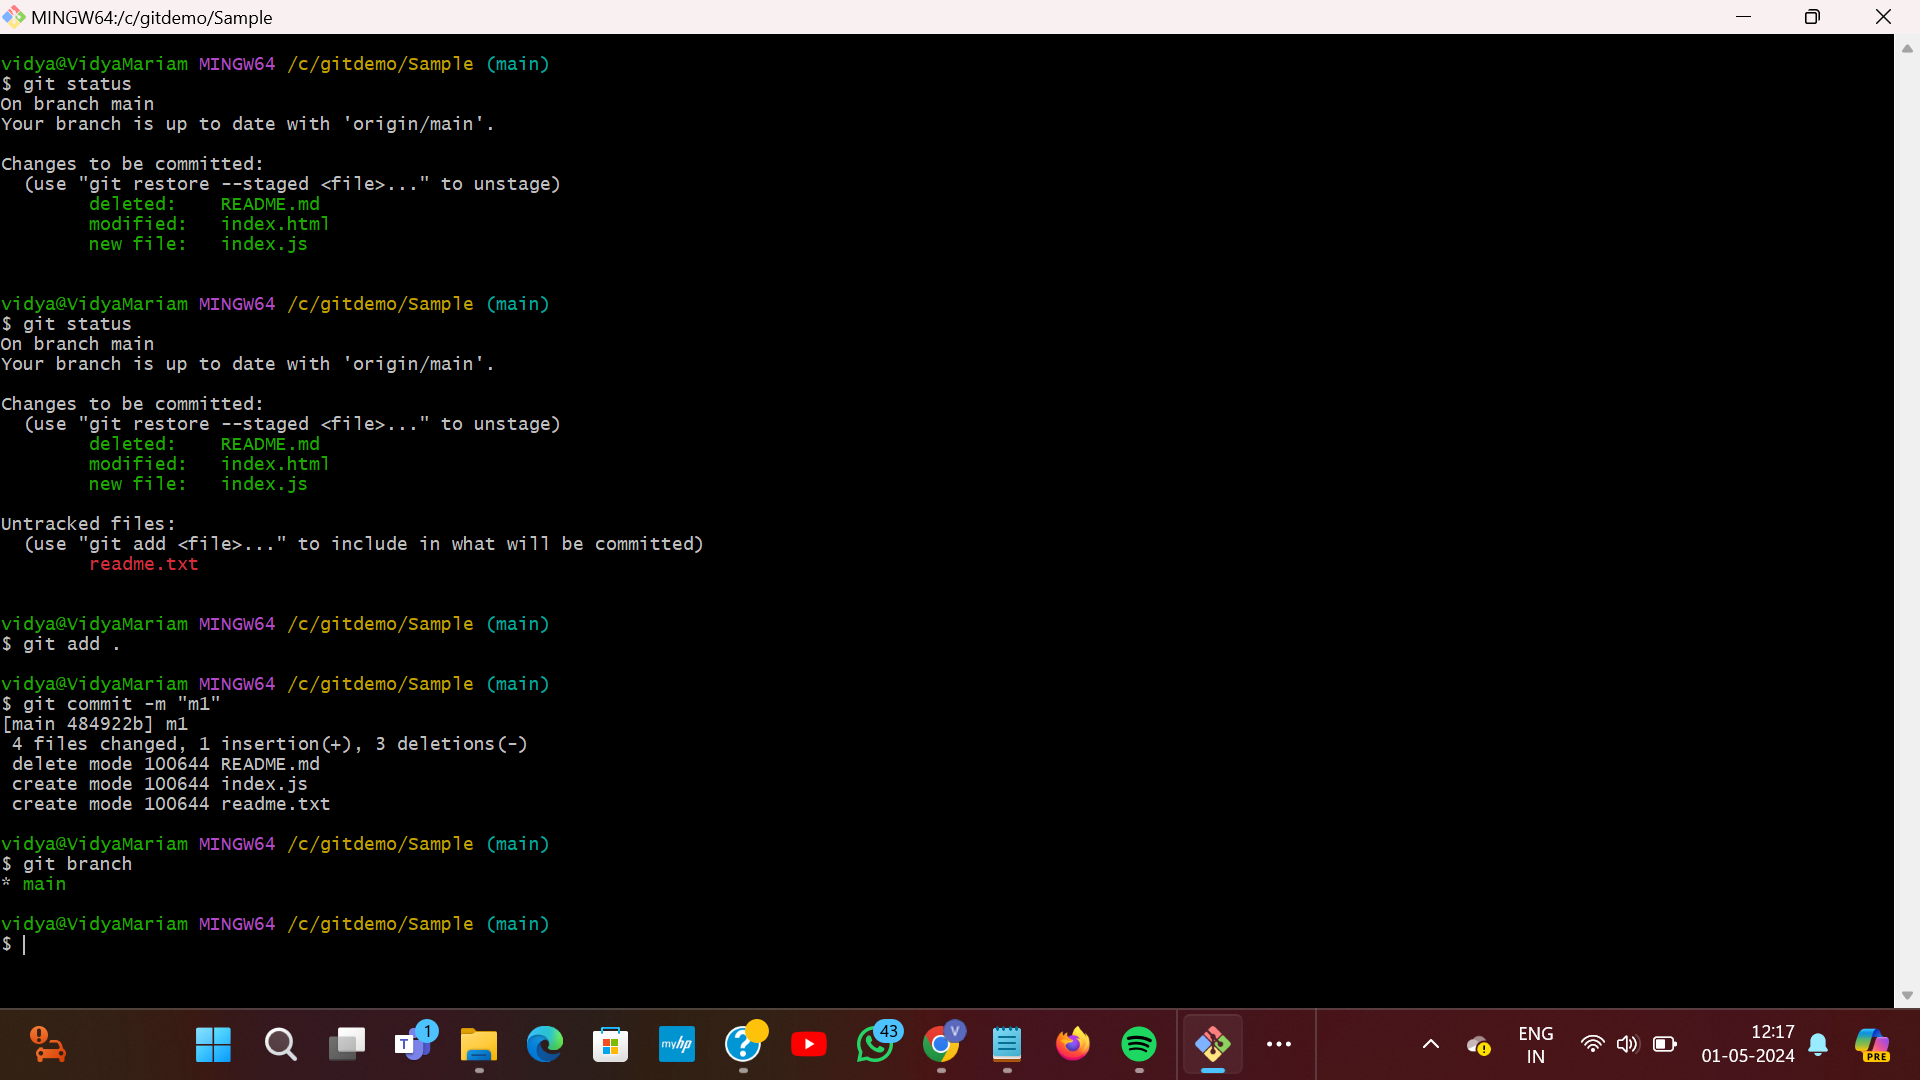 MINGW64:/c/gitdemo/Sample
vidya@VidyaMariam MINGW64 /c/gitdemo/Sample (main)
$ git status
On branch main
Your branch is up to date with 'origin/main'.
Changes to be committed:
(use "git restore --staged <file>..." to unstage)
deleted: README.md
modified: index.html
new file: index.js
vidya@VidyaMariam MINGW64 /c/gitdemo/Sample (main)
$ git status
On branch main
Your branch is up to date with 'origin/main'.
Changes to be committed:
(use "git restore --staged <file>..." to unstage)
deleted: README.md
modified: index.html
new file: index.js
Untracked files:
(use "git add <file>..." to include in what will be committed)
readme.txt
vidya@VidyaMariam MINGW64 /c/gitdemo/Sample (main)
$ git add .
vidya@VidyaMariam MINGW64 /c/gitdemo/Sample (main)
$ git commit -m "m1"
[main 484922b] m1
4 files changed, 1 insertion(+), 3 deletions(-)
delete mode 100644 README.md
create mode 100644 index.js
create mode 100644 readme.txt
vidya@VidyaMariam MINGW64 /c/gitdemo/Sample (main)
$ git branch
* main
vidya@VidyaMariam MINGW64 /c/gitdemo/Sample (main)
$
T 1
myhp
?
43
V
ENG
IN
12:17
01-05-2024
PRE